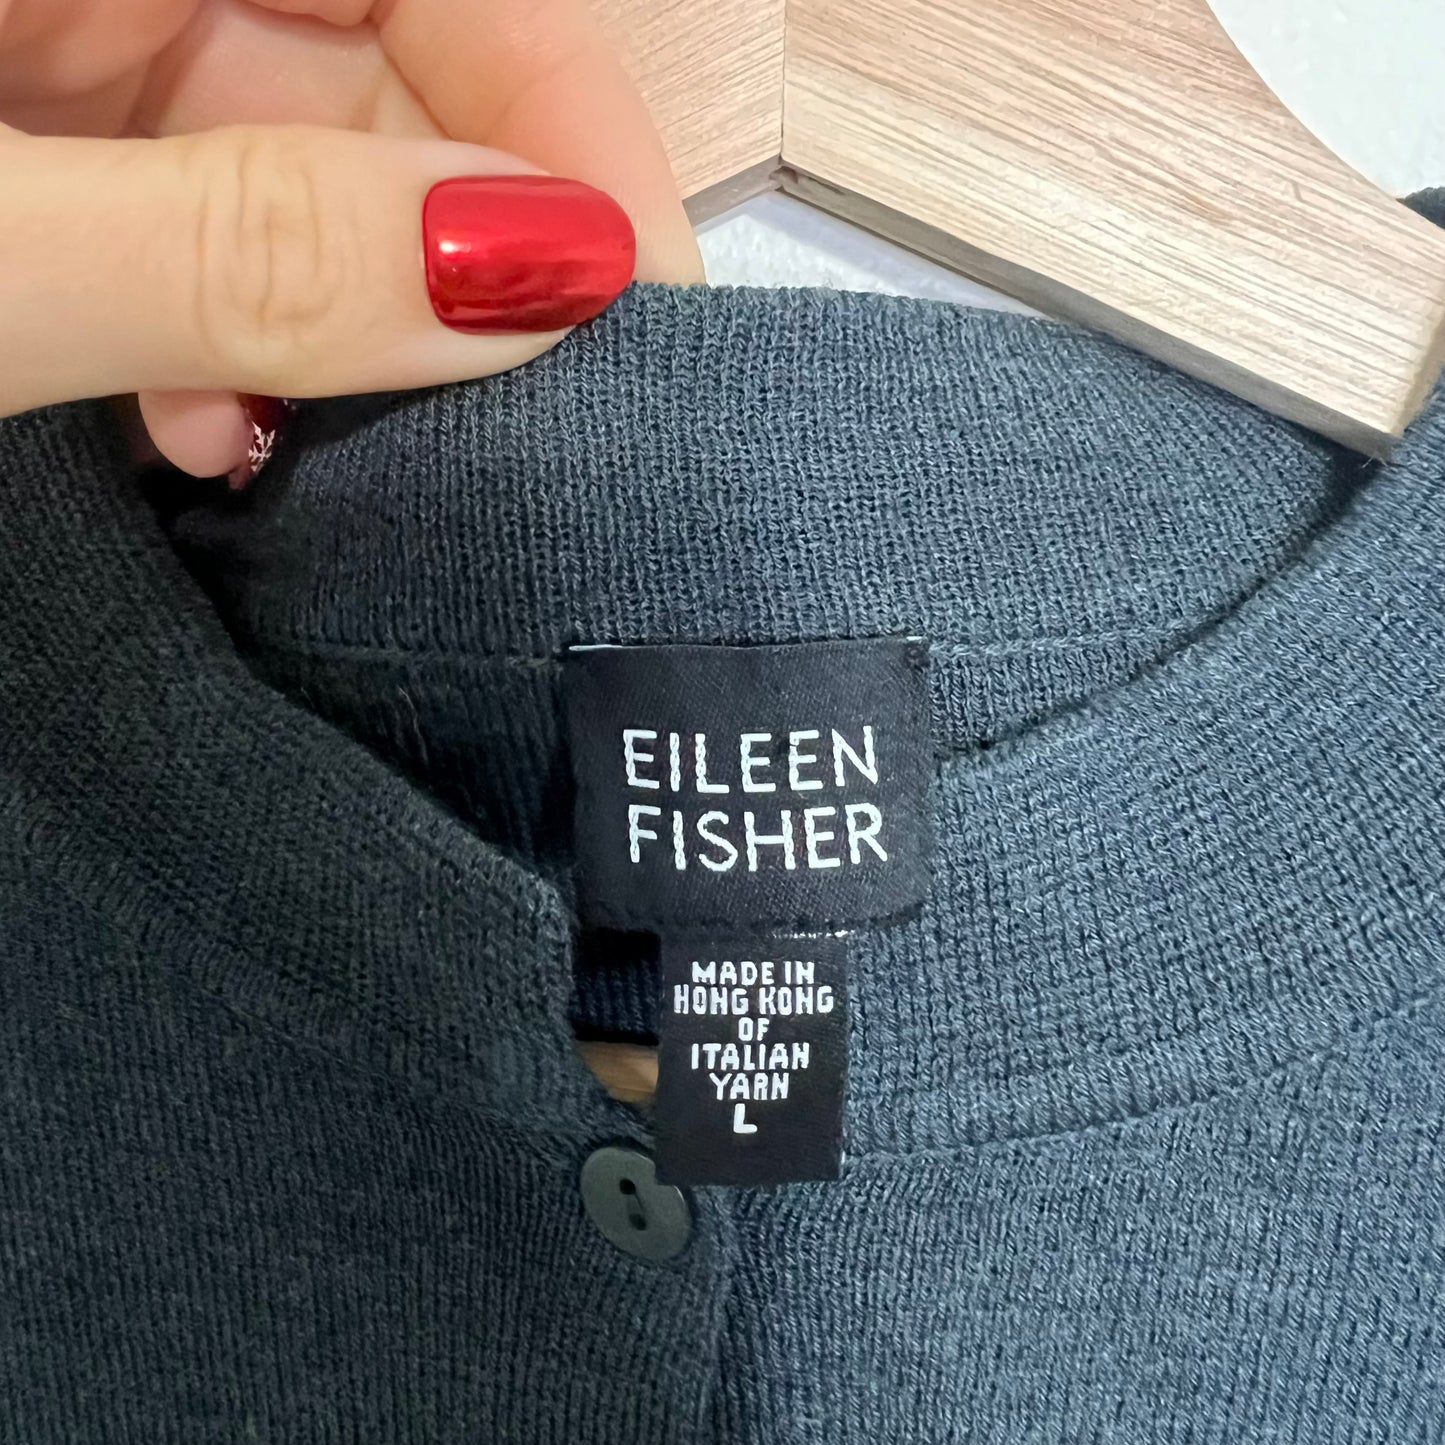 EILEEN
FISHER
MADE IN
HONG KONG
OF
ITALIAN
YARN
L